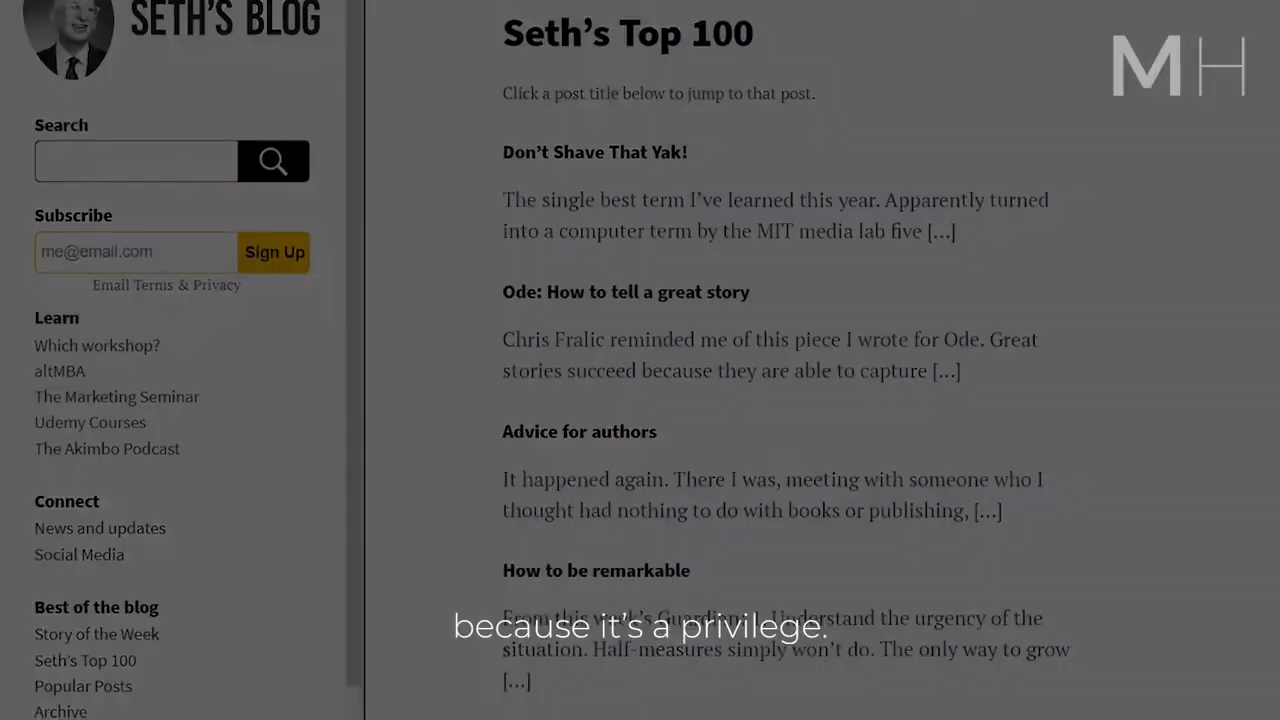 SETH'S BLOG
Search
Subscribe
me@email.com
Sign Up
Email Terms & Privacy
Learn
Which workshop?
altMBA
The Marketing Seminar
Udemy Courses
The Akimbo Podcast
Connect
News and updates
Social Media
Best of the blog
Story of the Week
Seth's Top 100
Popular Posts
Archive
Seth's Top 100
Click a post title below to jump to that post.
Don't Shave That Yak!
The single best term I've learned this year. Apparently turned
into a computer term by the MIT media lab five [...]
Ode: How to tell a great story
Chris Fralic reminded me of this piece I wrote for Ode. Great
stories succeed because they are able to capture [...]
Advice for authors
It happened again. There I was, meeting with someone who I
thought had nothing to do with books or publishing, [...]
How to be remarkable
From this week's Guardian: 1. Understand the urgency of the
situation. Half-measures simply won't do. The only way to grow
[...]
because it's a privilege.
MH